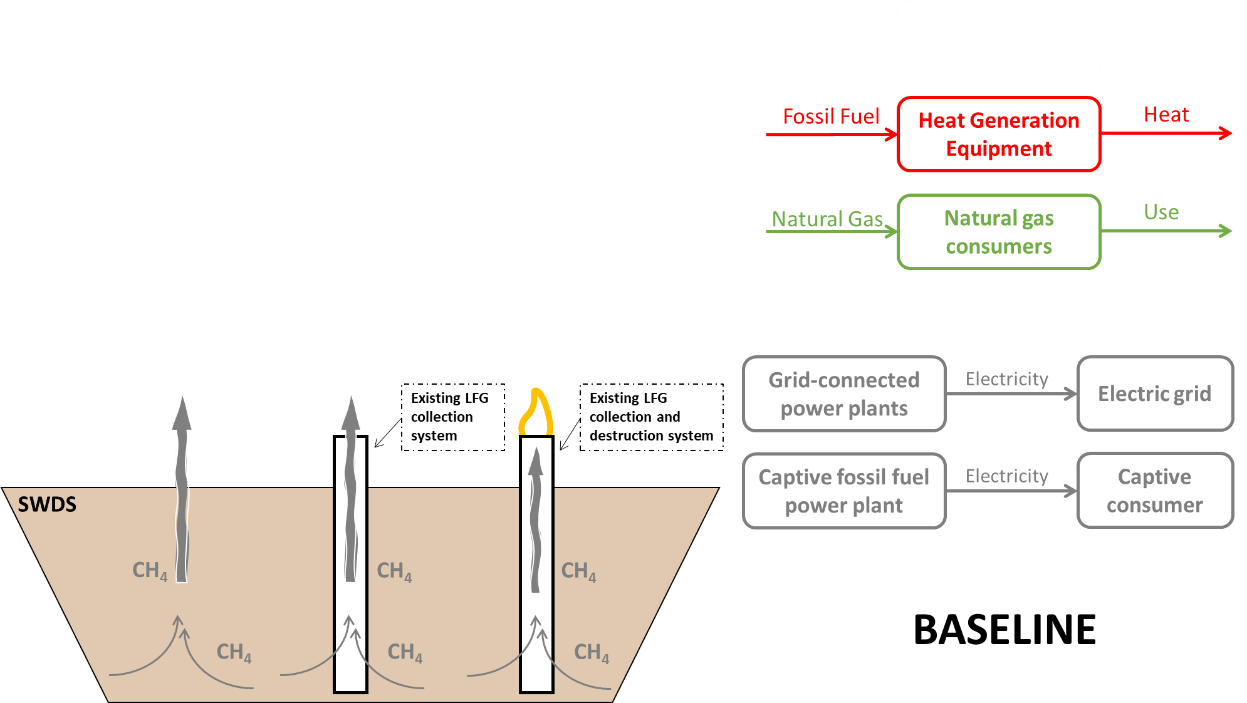 Fossil Fuel
Heat Generation
Equipment
Heat
Natural Gas
Natural gas
consumers
Use
Grid-connected
power plants
Electricity
Electric grid
Existing LFG
collection
system
Existing LFG
collection and
destruction system
Captive fossil fuel
power plant
Electricity
Captive
consumer
SWDS
CH4
CH4
CH4
CH4
CH4
CH4
BASELINE